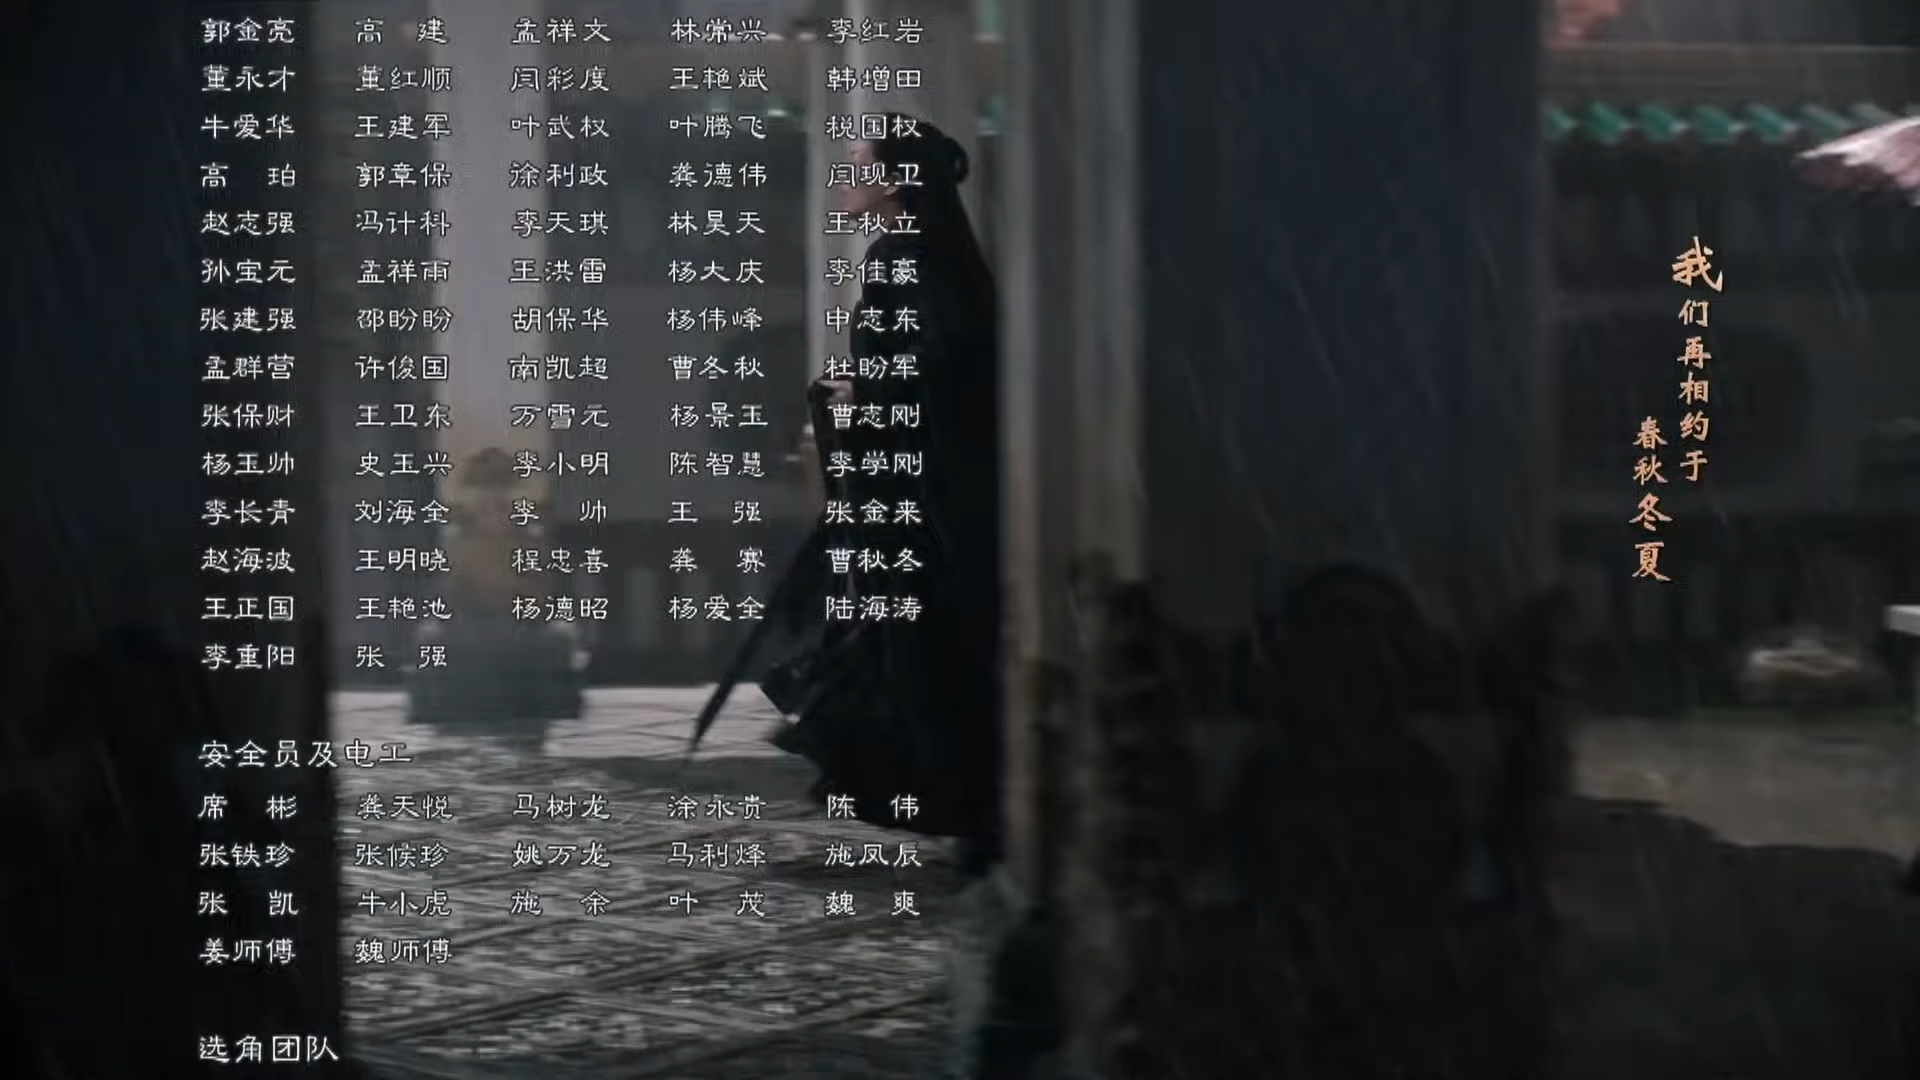 郭金亮 高 建 孟祥文 林常兴 李红岩
董永才 董红顺 闫彩度 王艳斌 韩增田
牛爱华 王建军 叶武权 叶腾飞 税国权
高 珀 郭章保 徐利政 龚德伟 闫现卫
赵志强 冯计科 李天琪 林昊天 王秋立
孙宝元 孟祥雨 王洪雷 杨大庆 李佳豪
张建强 邵盼盼 胡保华 杨伟峰 申志东
孟群营 许俊国 南凯超 曹冬秋 杜盼军
张保财 王卫东 万雪元 杨景玉 曹志刚
杨玉帅 史玉兴 李小明 陈智慧 李学刚
李长青 刘海全 李 帅 王 强 张金来
赵海波 王明晓 程忠喜 龚 赛 曹秋冬
王正国 王艳池 杨德昭 杨爱全 陆海涛
李重阳 张 强
安全员及电工
席 彬 龚天悦 马树龙 涂永贵 陈 伟
张铁珍 张候珍 姚万龙 马利烽 施凤辰
张 凯 牛小虎 施 余 叶 茂 魏 爽
姜师傅 魏师傅
选角团队
我们再相约于
春秋冬夏